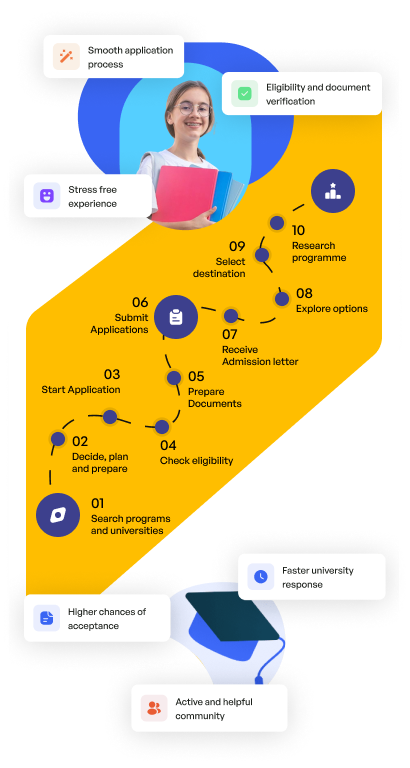 Smooth application
process
Eligibility and document
verification
Stress free
experience
10
Research
programme
09
Select
destination
08
Explore options
06
Submit
Applications
07
Receive
Admission letter
03
Start Application
05
Prepare
Documents
02
Decide, plan
and prepare
04
Check eligibility
01
Search programs
and universities
Faster university
response
Higher chances of
acceptance
Active and helpful
community